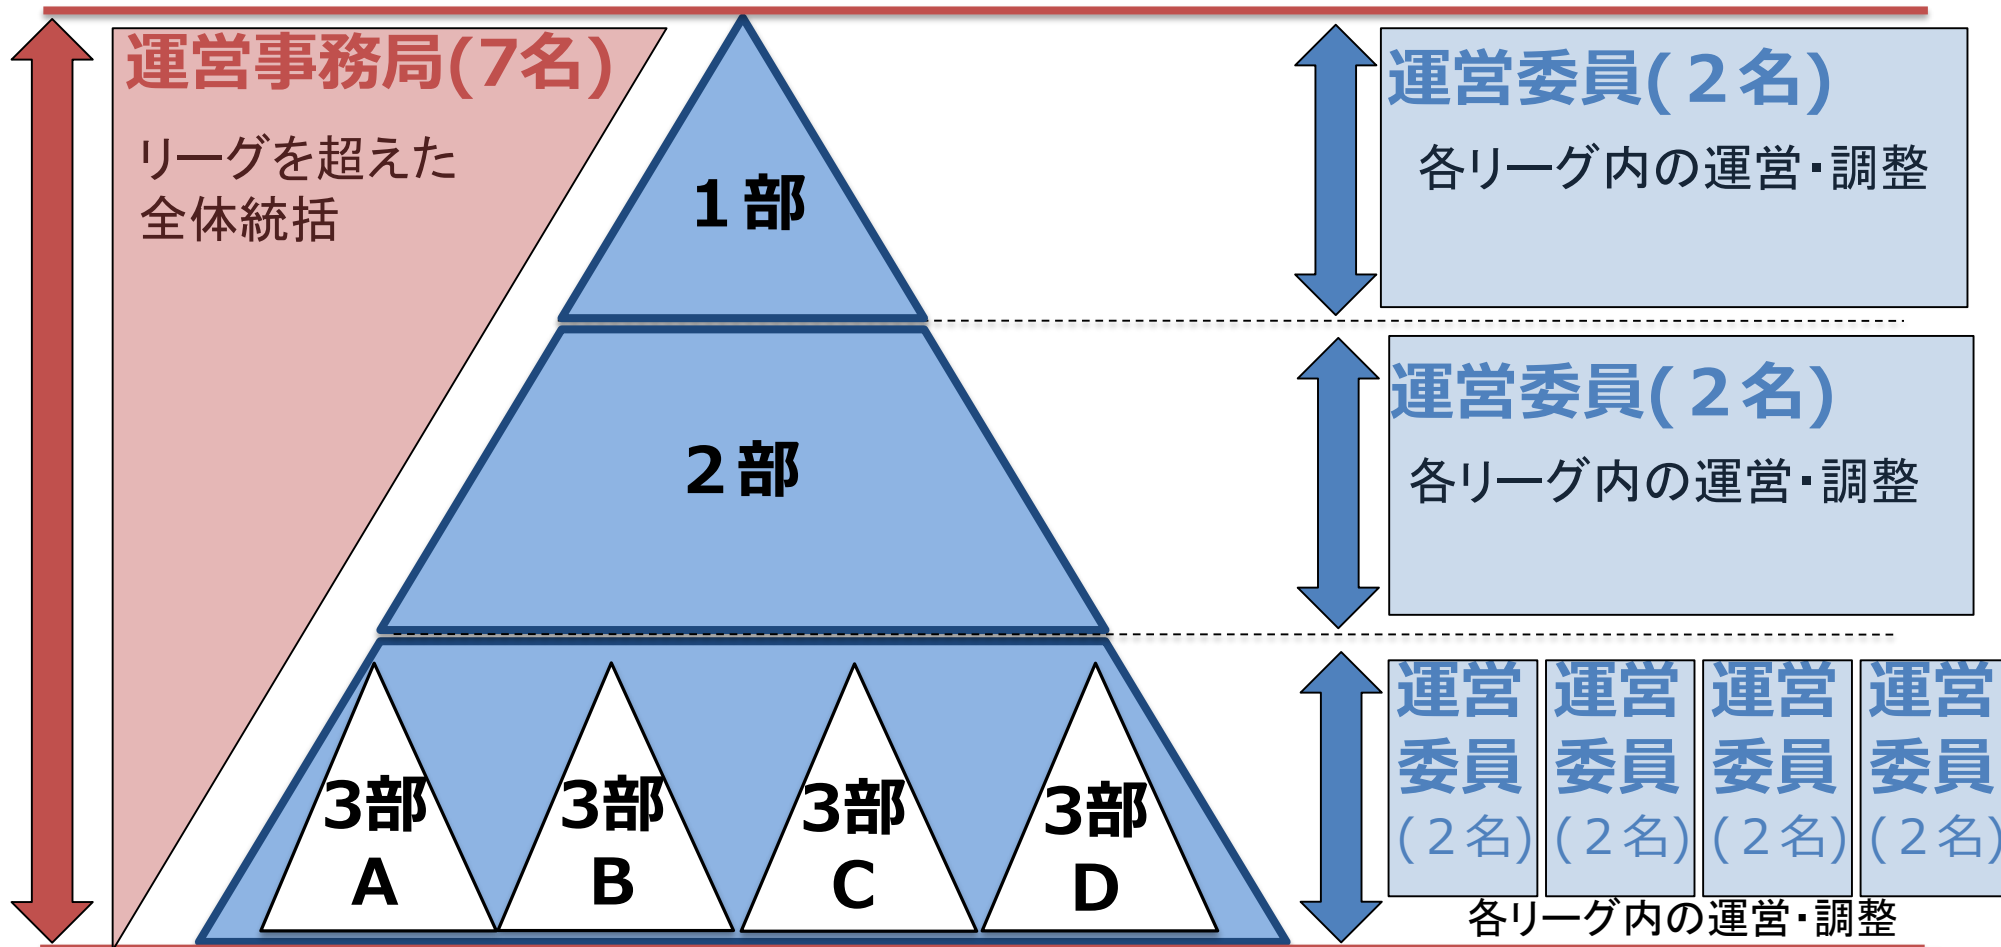 運営事務局(7名)
リーグを超えた
全体統括
1部
2部
3部
A
3部
B
3部
C
3部
D
運営委員(２名)
各リーグ内の運営・調整
運営委員(２名)
各リーグ内の運営・調整
運営
委員
(２名)
運営
委員
(２名)
運営
委員
(２名)
運営
委員
(２名)
各リーグ内の運営・調整